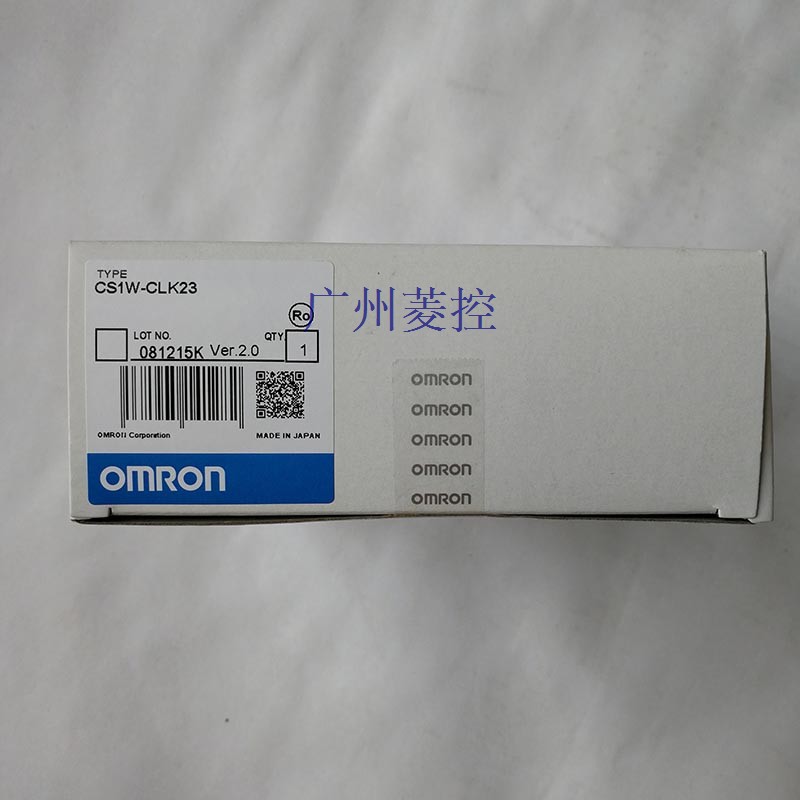 TYPE
CS1W-CLK23
Ro
广州菱控
LOT NO.
QTY
081215K Ver.2.0
1
OMRON Corporation
MADE IN JAPAN
OMRON
OMRON
OMRON
OMRON
OMRON
OMRON